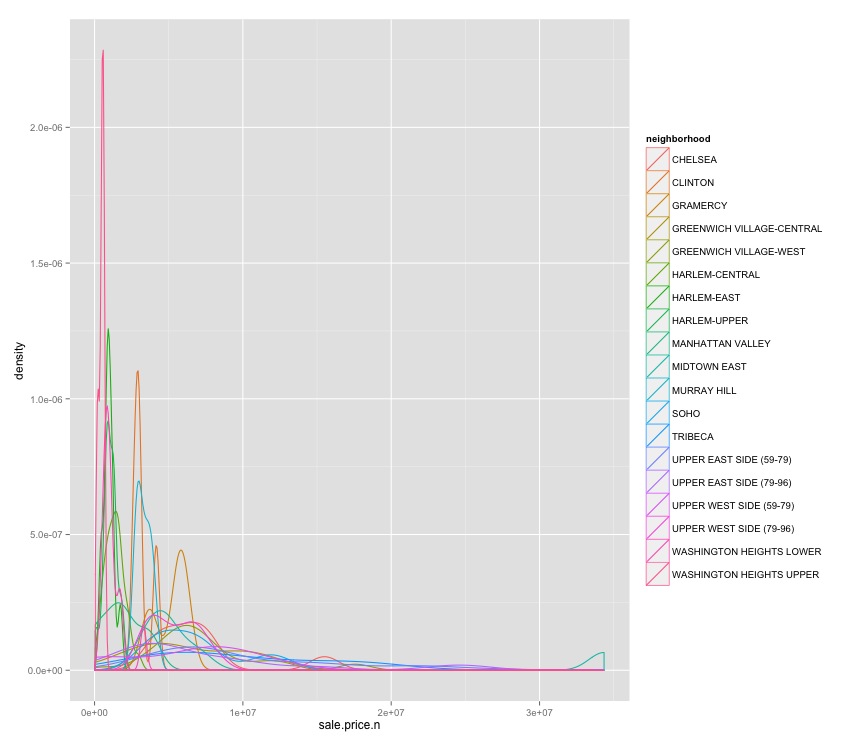 density
2.0e-06
1.5e-06
1.0e-06
5.0e-07
0.0e+00
0e+00 1e+07 2e+07 3e+07
sale.price.n
neighborhood
CHELSEA
CLINTON
GRAMERCY
GREENWICH VILLAGE-CENTRAL
GREENWICH VILLAGE-WEST
HARLEM-CENTRAL
HARLEM-EAST
HARLEM-UPPER
MANHATTAN VALLEY
MIDTOWN EAST
MURRAY HILL
SOHO
TRIBECA
UPPER EAST SIDE (59-79)
UPPER EAST SIDE (79-96)
UPPER WEST SIDE (59-79)
UPPER WEST SIDE (79-96)
WASHINGTON HEIGHTS LOWER
WASHINGTON HEIGHTS UPPER